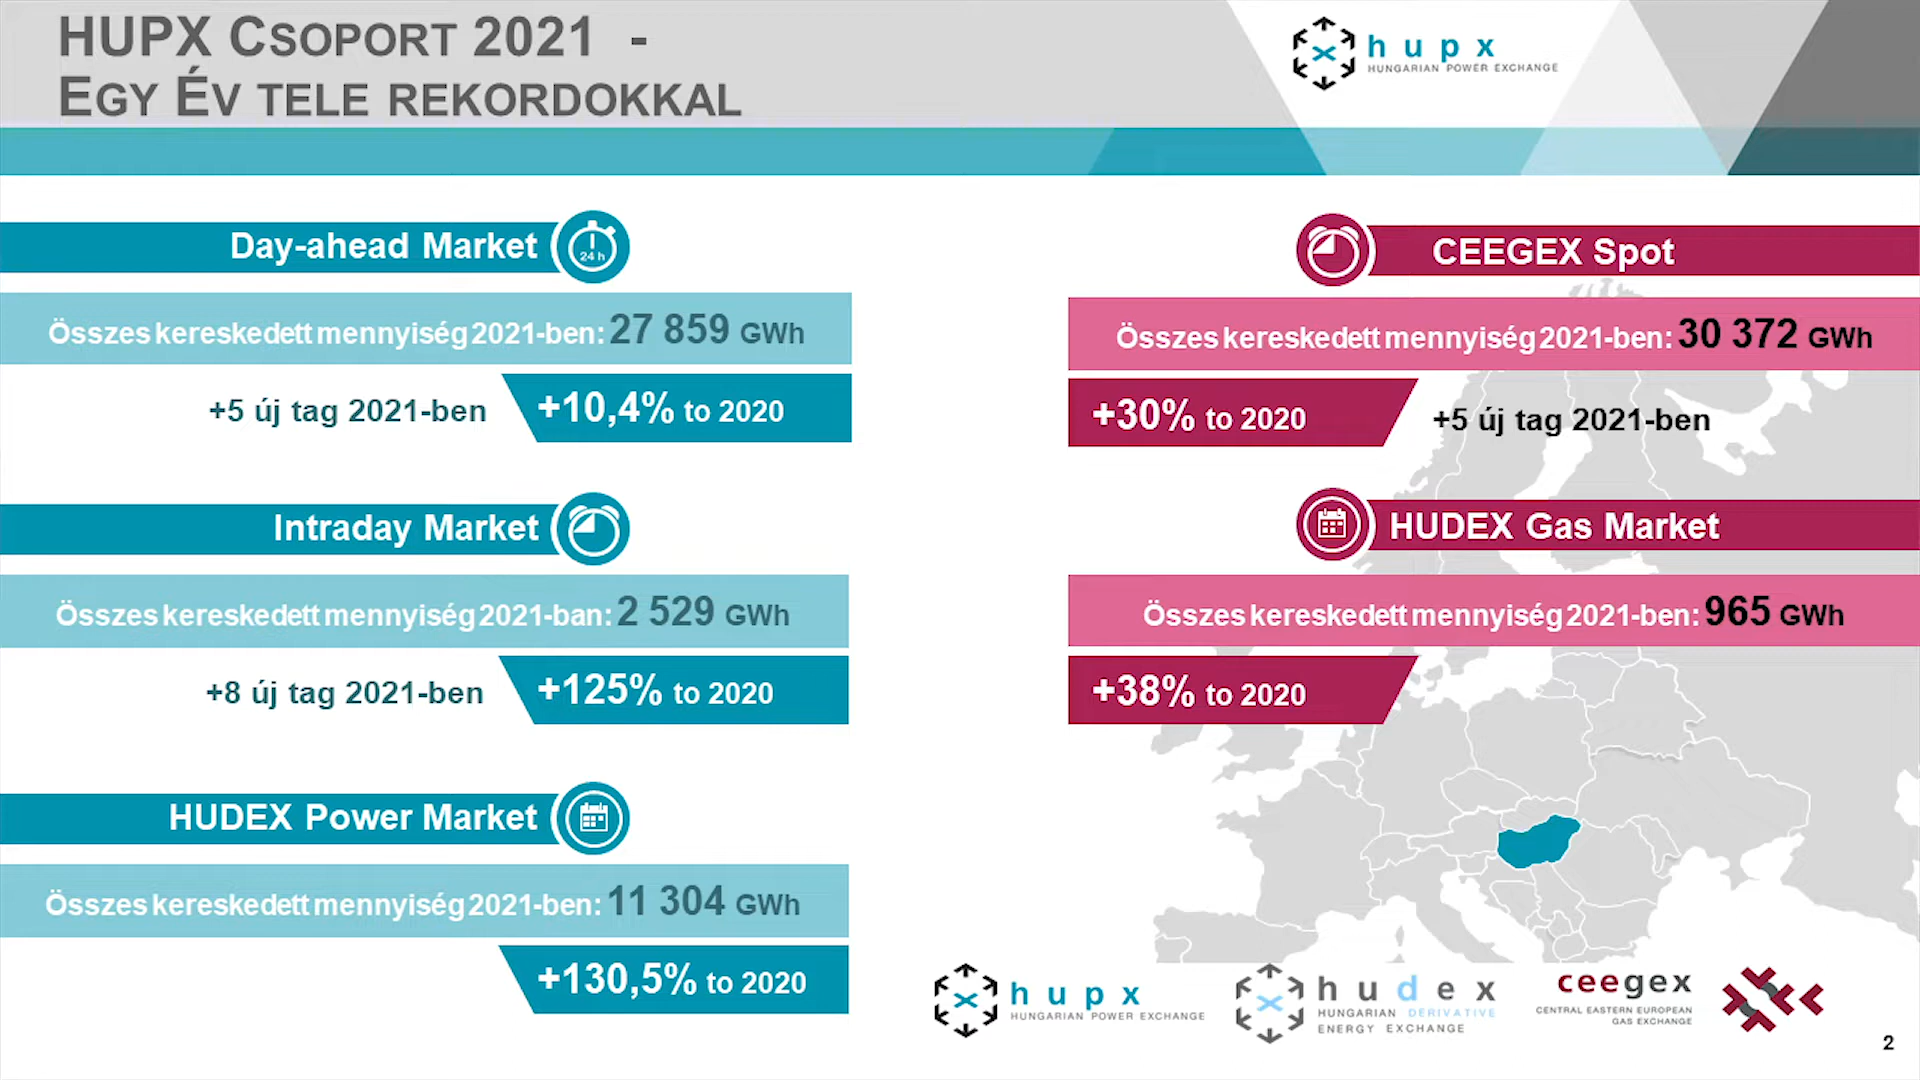 HUPX CSOPORT 2021 -
EGY ÉV TELE REKORDOKKAL
hupx
HUNGARIAN POWER EXCHANGE
Day-ahead Market
24 h
Összes kereskedett mennyiség 2021-ben: 27 859 GWh
+5 új tag 2021-ben
+10,4% to 2020
Intraday Market
Összes kereskedett mennyiség 2021-ban: 2 529 GWh
+8 új tag 2021-ben
+125% to 2020
HUDEX Power Market
Összes kereskedett mennyiség 2021-ben: 11 304 GWh
+130,5% to 2020
CEEGEX Spot
Összes kereskedett mennyiség 2021-ben: 30 372 GWh
+30% to 2020
+5 új tag 2021-ben
HUDEX Gas Market
Összes kereskedett mennyiség 2021-ben: 965 GWh
+38% to 2020
hupx
HUNGARIAN POWER EXCHANGE
hudex
HUNGARIAN DERIVATIVE
ENERGY EXCHANGE
ceegex
CENTRAL EASTERN EUROPEAN
GAS EXCHANGE
2